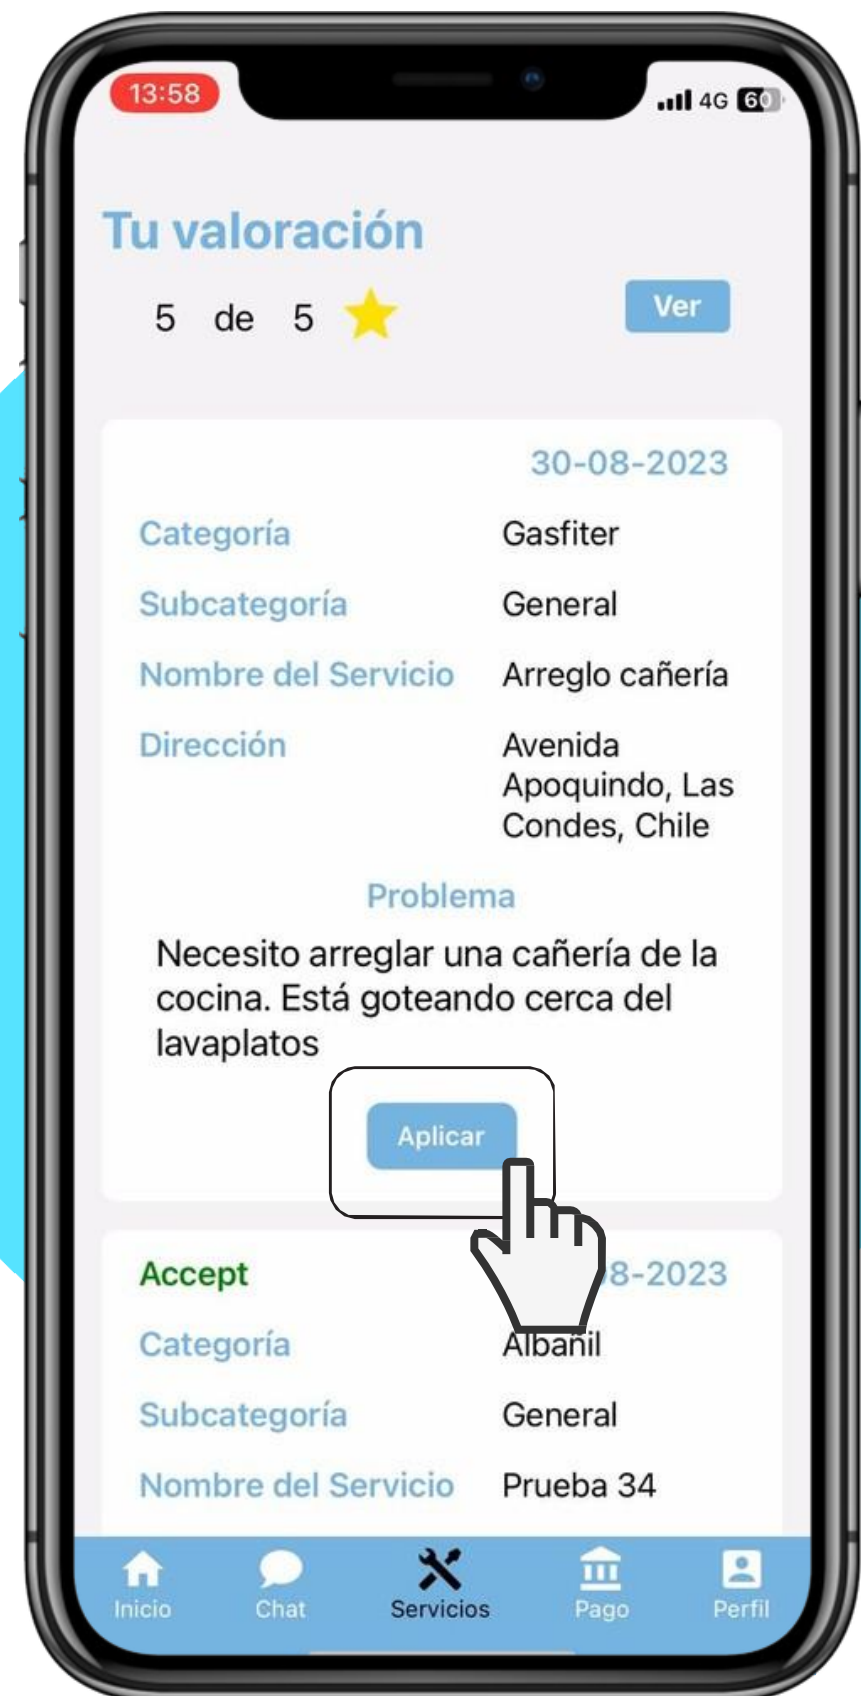 13:58
4G 60
Tu valoración
5 de 5
Ver
30-08-2023
Categoría Gasfiter
Subcategoría General
Nombre del Servicio Arreglo cañería
Dirección Avenida
Apoquindo, Las
Condes, Chile
Problema
Necesito arreglar una cañería de la
cocina. Está goteando cerca del
lavaplatos
Aplicar
Accept 8-2023
Categoría Albañil
Subcategoría General
Nombre del Servicio Prueba 34
Inicio Chat Servicios Pago Perfil